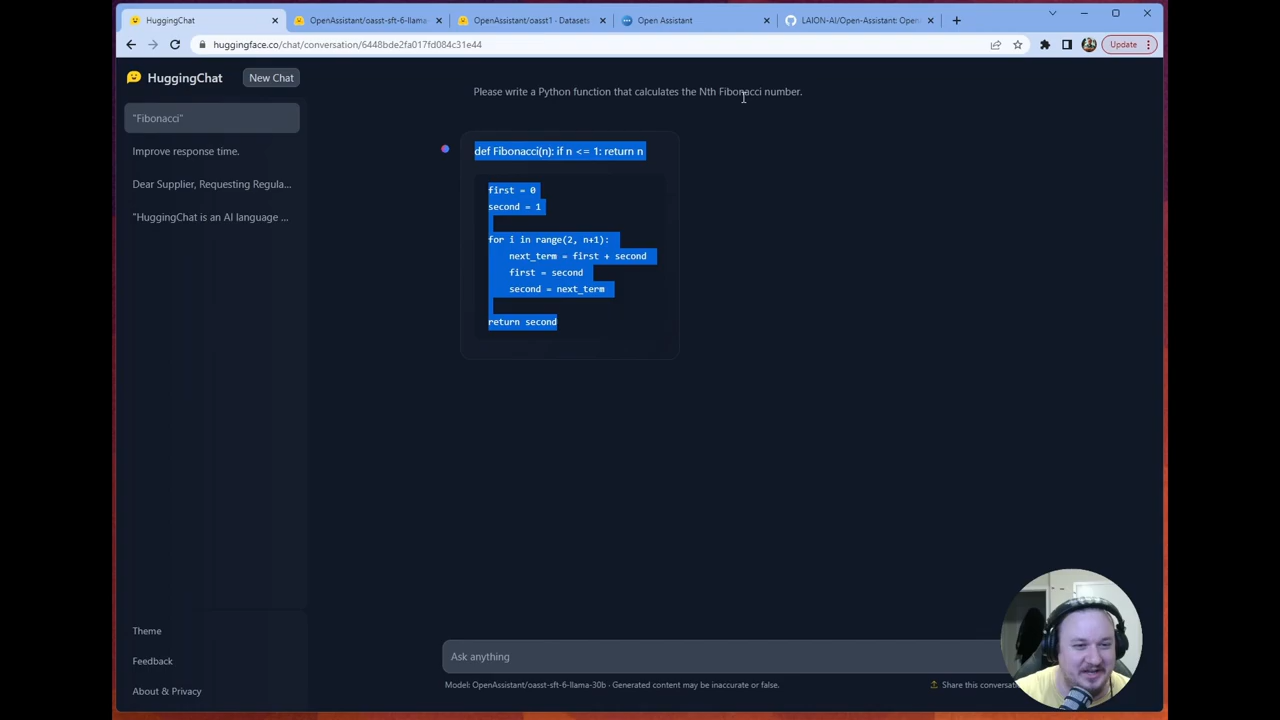 HuggingChat
OpenAssistant/oasst-sft-6-llama-
OpenAssistant/oasst1 · Datasets
Open Assistant
LAION-AI/Open-Assistant: Open
huggingface.co/chat/conversation/6448bde2fa017fd084c31e44
Update
HuggingChat
New Chat
"Fibonacci"
Improve response time.
Dear Supplier, Requesting Regula...
"HuggingChat is an AI language ...
Please write a Python function that calculates the Nth Fibonacci number.
def Fibonacci(n): if n <= 1: return n
first = 0
second = 1
for i in range(2, n+1):
next_term = first + second
first = second
second = next_term
return second
Theme
Feedback
About & Privacy
Ask anything
Model: OpenAssistant/oasst-sft-6-llama-30b · Generated content may be inaccurate or false.
Share this conversati